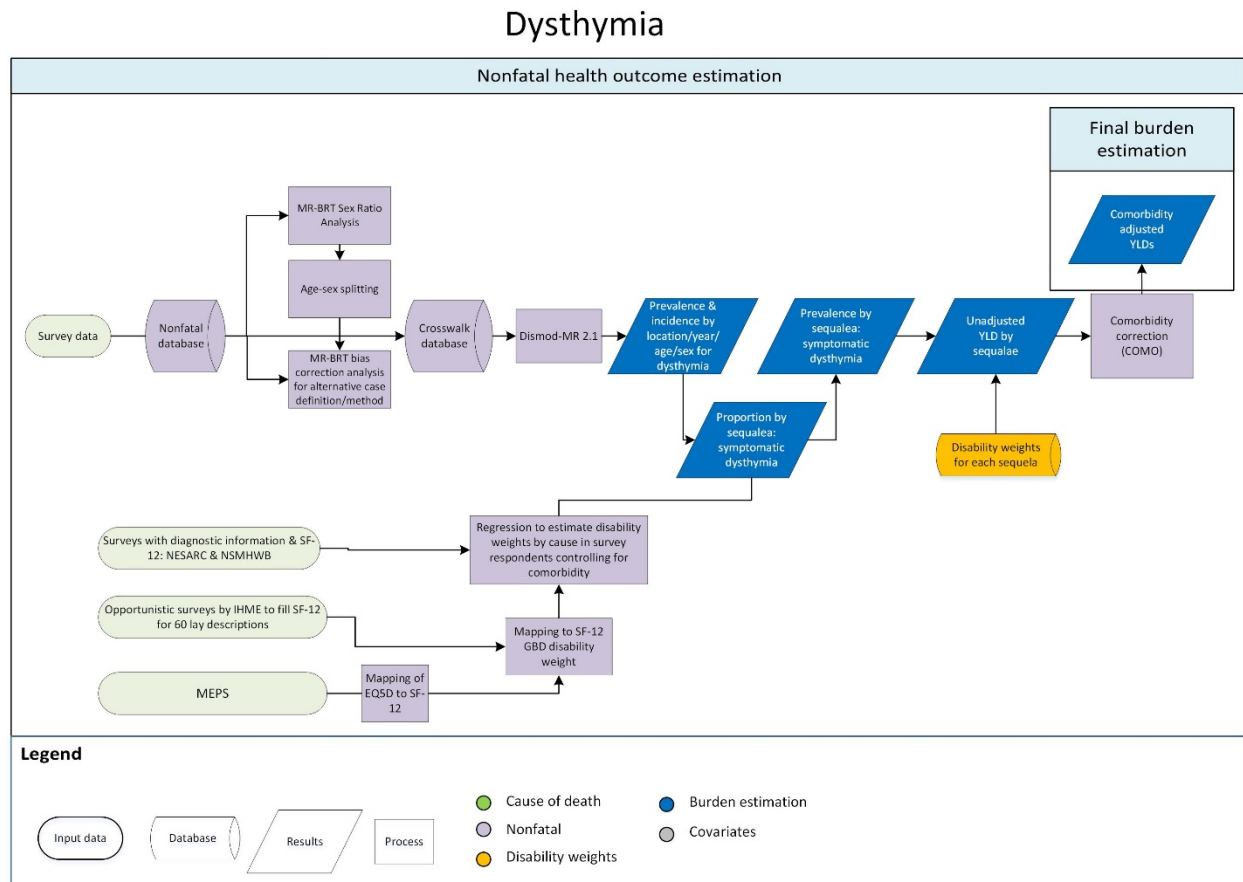 Dysthymia
Nonfatal health outcome estimation
Final burden
estimation
Comorbidity
adjusted
YLDs
MR-BRT Sex Ratio
Analysis
Age-sex splitting
Survey data
Nonfatal
database
MR-BRT bias
correction analysis
for alternative case
definition/method
Crosswalk
database
Dismod-MR 2.1
Prevalence &
incidence by
location/year/
age/sex for
dysthymia
Prevalence by
sequelae:
symptomatic
dysthymia
Unadjusted
YLD by
sequalae
Comorbidity
correction
(COMO)
Proportion by
sequalea:
symptomatic
dysthymia
Disability weights
for each sequela
Surveys with diagnostic information & SF-
12: NESARC & NSMHWB
Regression to estimate disability
weights by cause in survey
respondents controlling for
comorbidity
Opportunistic surveys by IHME to fill SF-12
for 60 lay descriptions
Mapping to SF-12
GBD disability
weight
MEPS
Mapping of
EQ5D to SF-
12
Legend
Input data
Database
Results
Process
Cause of death
Nonfatal
Disability weights
Burden estimation
Covariates